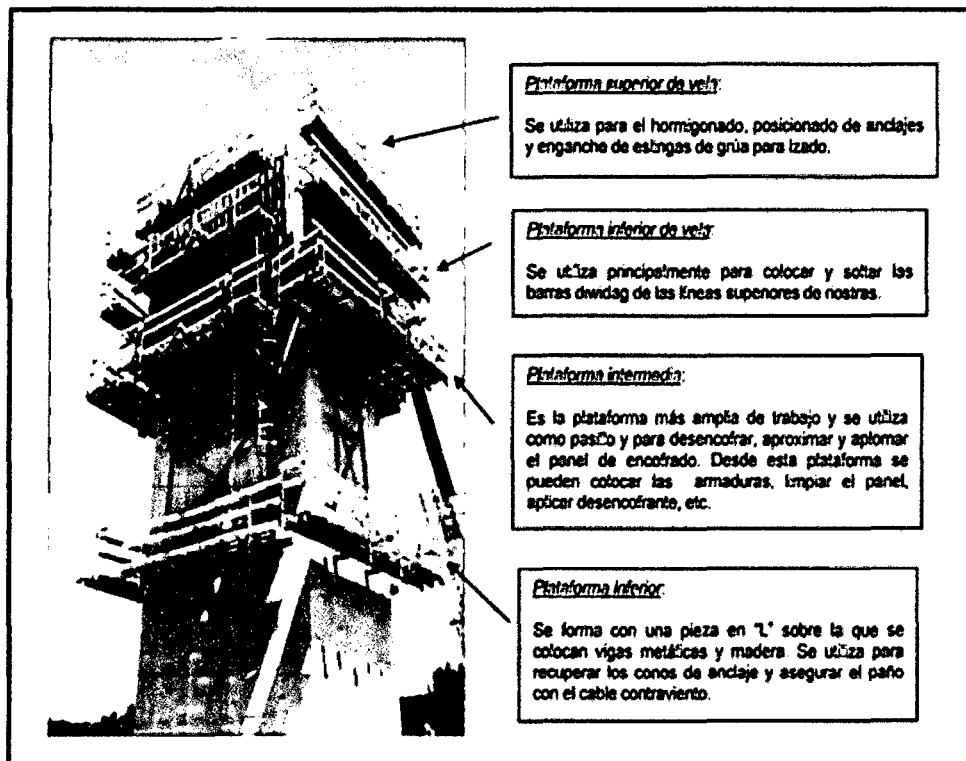 Plataforma superior de vela:
Se utiliza para el hormigonado, posicionado de anclajes
y enganche de eslingas de grúa para izado.
Plataforma inferior de vela:
Se utiliza principalmente para colocar y soltar las
barras dividag de las líneas superiores de riostras.
Plataforma intermedia:
Es la plataforma más amplia de trabajo y se utiliza
como pasillo y para desencofrar, aproximar y aplomar
el panel de encofrado. Desde esta plataforma se
pueden colocar las armaduras, limpiar el panel,
aplicar desencofrante, etc.
Plataforma inferior:
Se forma con una pieza en "L" sobre la que se
colocan vigas metálicas y madera. Se utiliza para
recuperar los conos de anclaje y asegurar el paño
con el cable contraviento.